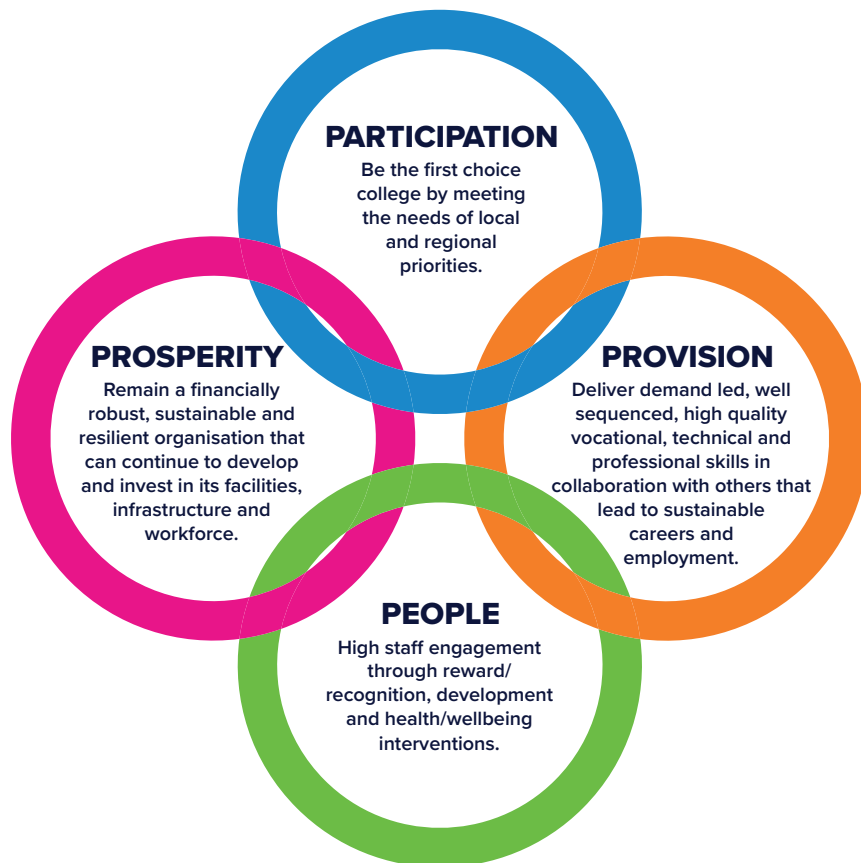 PARTICIPATION
Be the first choice
college by meeting
the needs of local
and regional
priorities.
PROSPERITY
Remain a financially
robust, sustainable and
resilient organisation that
can continue to develop
and invest in its facilities,
infrastructure and
workforce.
PROVISION
Deliver demand led, well
sequenced, high quality
vocational, technical and
professional skills in
collaboration with others that
lead to sustainable
careers and
employment.
PEOPLE
High staff engagement
through reward/
recognition, development
and health/wellbeing
interventions.